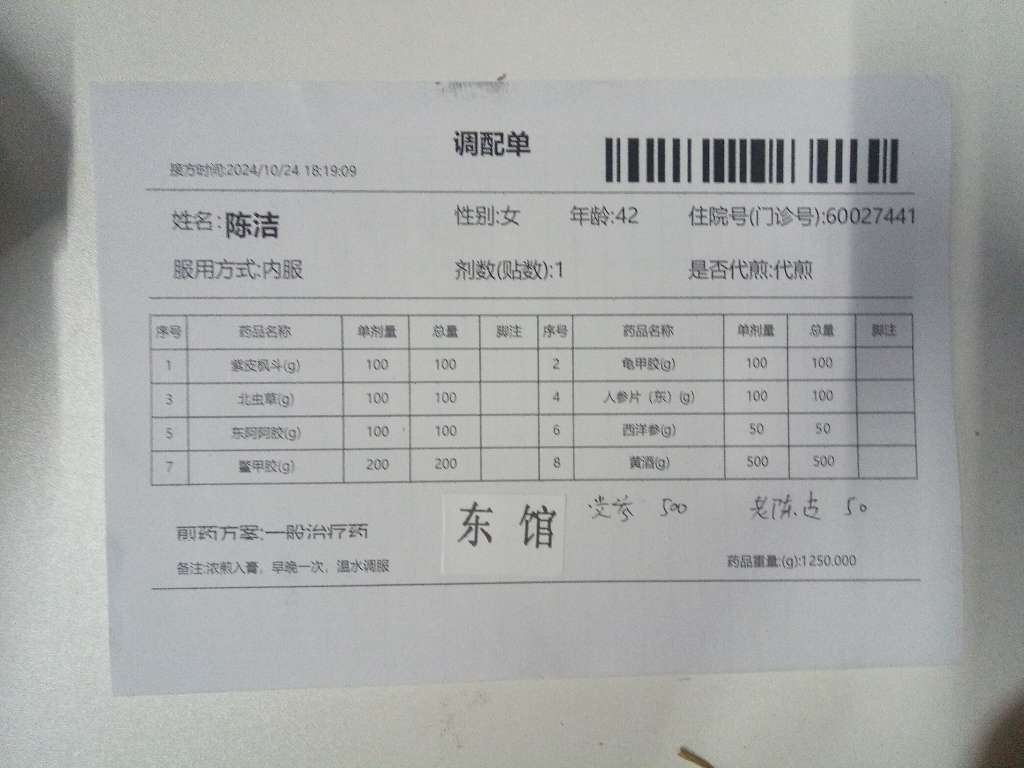 调配单
接方时间:2024/10/24 18:19:09
姓名:陈洁 性别:女 年龄:42 住院号(门诊号):60027441
服用方式:内服 剂数(贴数):1 是否代煎:代煎
序号 药品名称 单剂量 总量 脚注 序号 药品名称 单剂量 总量 脚注
1 紫皮枫斗(g) 100 100 2 龟甲胶(g) 100 100
3 北虫草(g) 100 100 4 人参片（东）(g) 100 100
5 东阿阿胶(g) 100 100 6 西洋参(g) 50 50
7 鳖甲胶(g) 200 200 8 黄酒(g) 500 500
党参 500 老陈皮 50
煎药方案:一般治疗药 东馆
备注:浓煎入膏，早晚一次，温水调服 药品重量:(g):1250.000